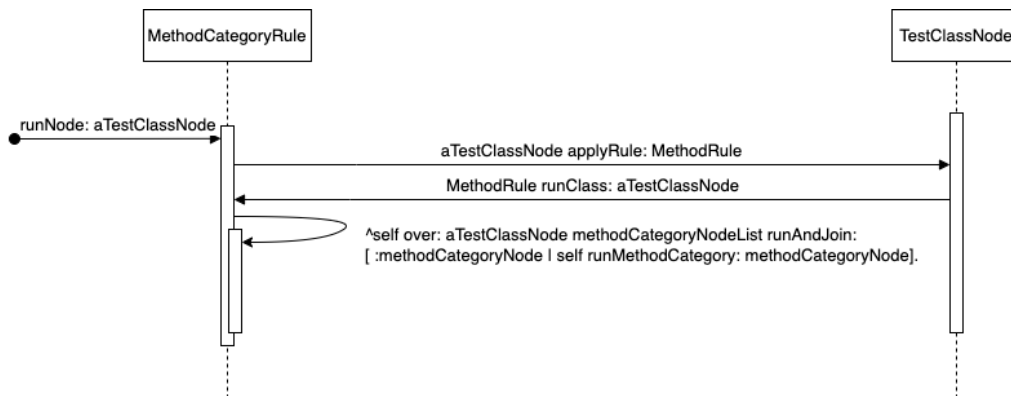 MethodCategoryRule
TestClassNode
runNode: aTestClassNode
aTestClassNode applyRule: MethodRule
MethodRule runClass: aTestClassNode
^self over: aTestClassNode methodCategoryNodeList runAndJoin:
[ :methodCategoryNode | self runMethodCategory: methodCategoryNode].